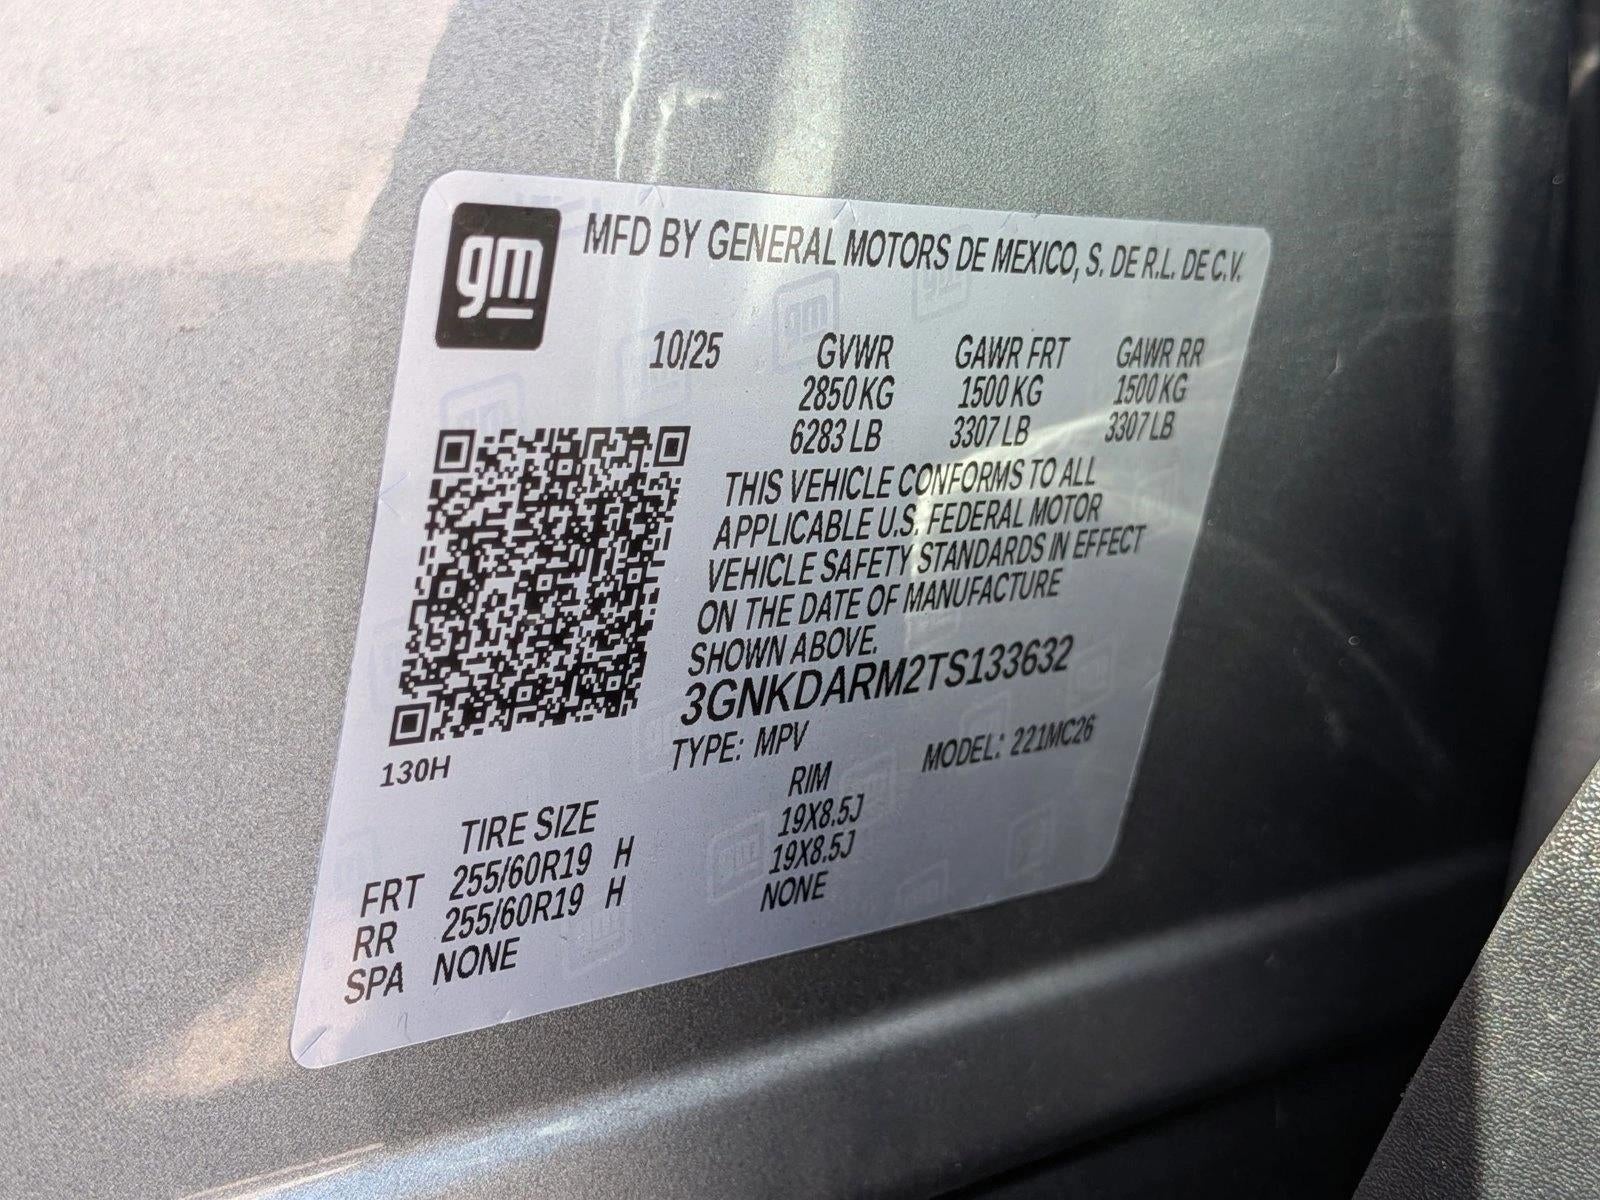 gm
MFD BY GENERAL MOTORS DE MEXICO, S. DE R.L. DE C.V.
10/25 GVWR GAWR FRT GAWR RR
2850 KG 1500 KG 1500 KG
6283 LB 3307 LB 3307 LB
THIS VEHICLE CONFORMS TO ALL
APPLICABLE U.S. FEDERAL MOTOR
VEHICLE SAFETY STANDARDS IN EFFECT
ON THE DATE OF MANUFACTURE
SHOWN ABOVE.
3GNKDARM2TS133632
TYPE: MPV MODEL: 221MC26
130H
TIRE SIZE RIM
FRT 255/60R19 H 19X8.5J
RR 255/60R19 H 19X8.5J
SPA NONE NONE